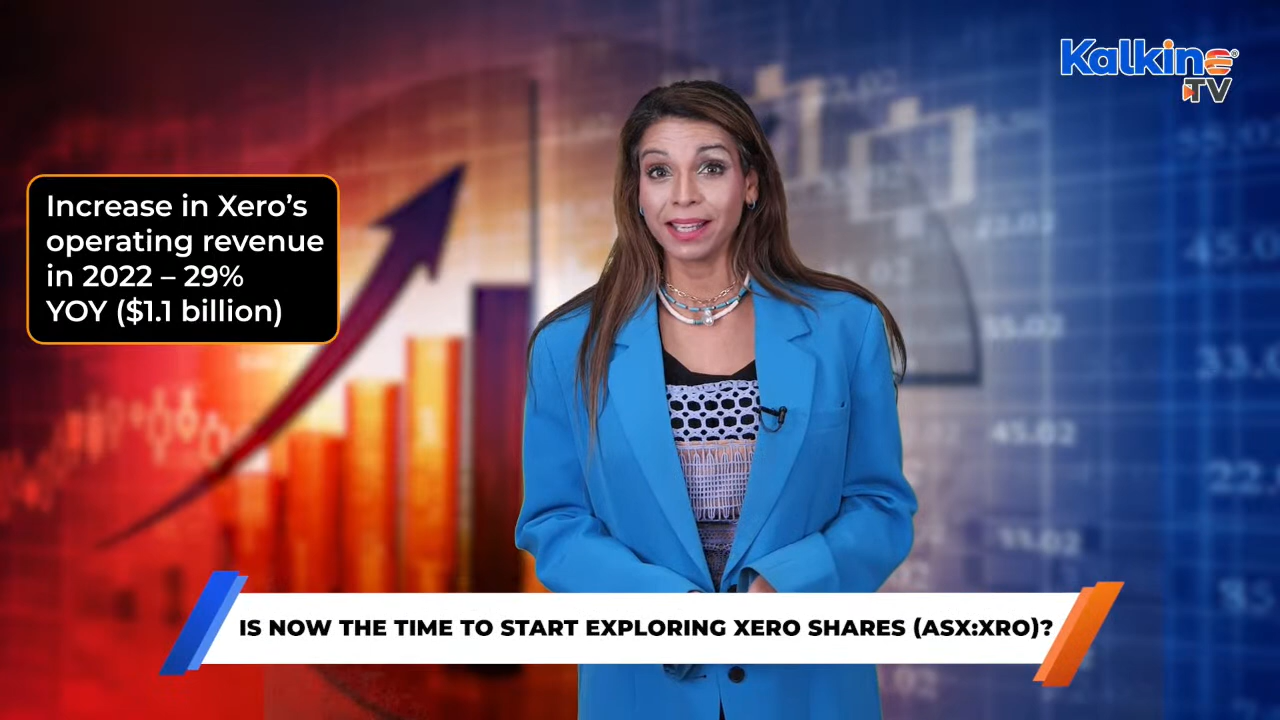 Kalkine®
TV
Increase in Xero's
operating revenue
in 2022 – 29%
YOY ($1.1 billion)
IS NOW THE TIME TO START EXPLORING XERO SHARES (ASX:XRO)?